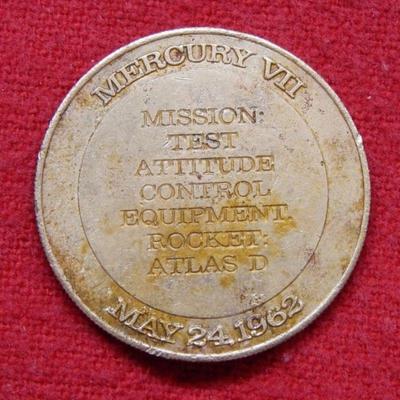 MERCURY VII
MISSION:
TEST
ATTITUDE
CONTROL
EQUIPMENT.
ROCKET:
ATLAS D
MAY 24, 1962